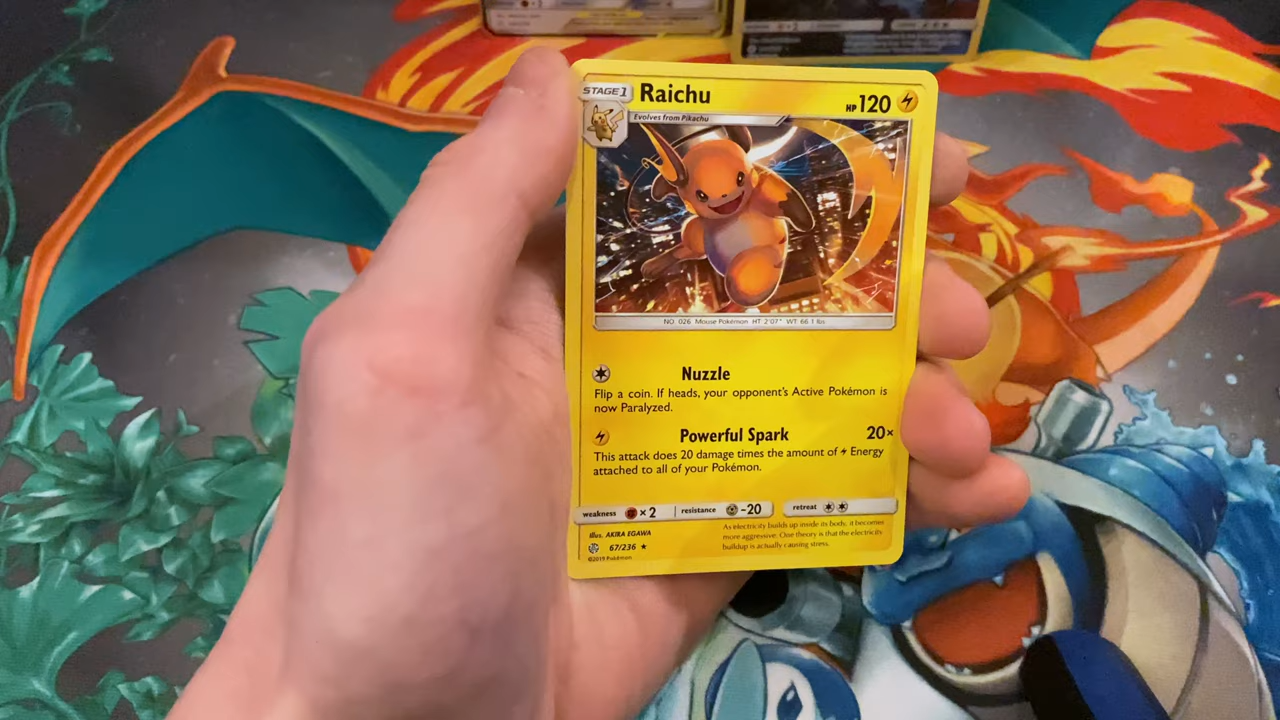 STAGE 1 Raichu HP 120
Evolves from Pikachu
NO. 026 Mouse Pokémon HT 2'07" WT 66.1 lbs
Nuzzle
Flip a coin. If heads, your opponent's Active Pokémon is
now Paralyzed.
Powerful Spark 20×
This attack does 20 damage times the amount of Energy
attached to all of your Pokémon.
weakness ×2 resistance -20 retreat
Illus. AKIRA EGAWA
67/236
©2019 Pokémon
As electricity builds up inside its body, it becomes
more aggressive. One theory is that the electricity
buildup is actually causing stress.